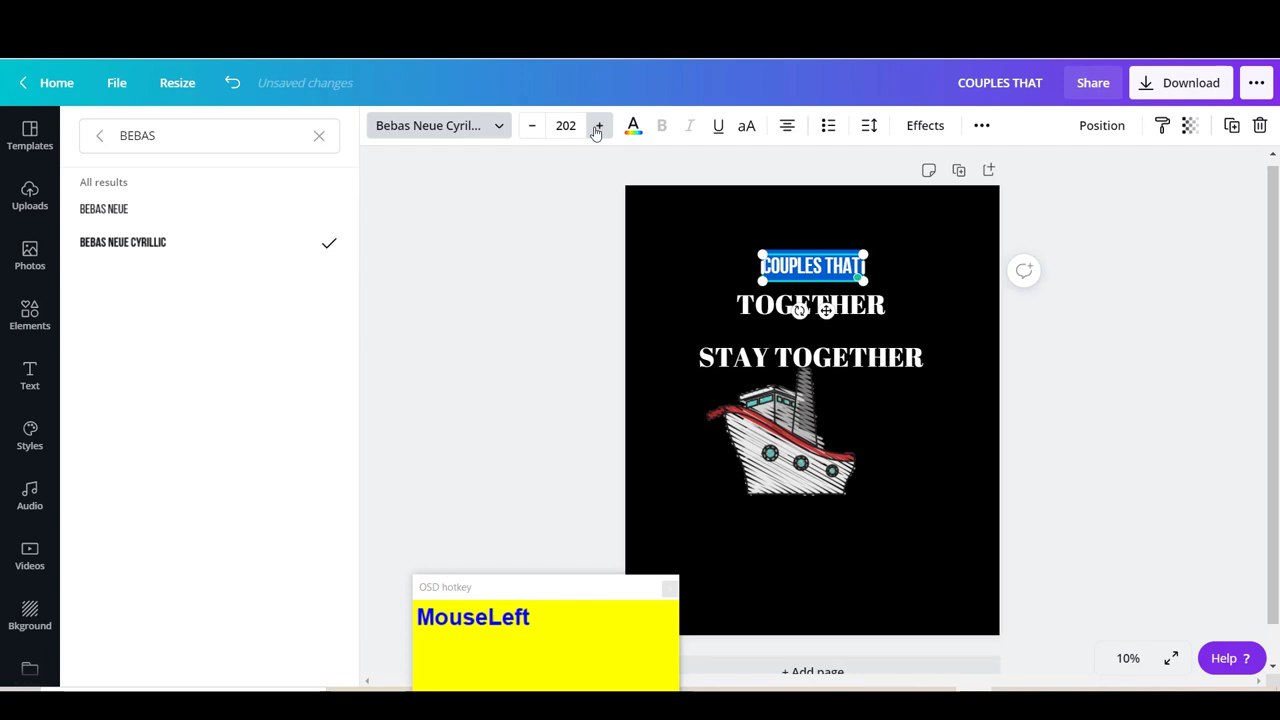 Home File Resize Unsaved changes COUPLES THAT Share Download
BEBAS
Bebas Neue Cyril... 202 A B I U aA Effects Position
Templates
Uploads
Photos
Elements
Text
Styles
Audio
Videos
Bkground
All results
BEBAS NEUE
BEBAS NEUE CYRILLIC
COUPLES THAT
TOGETHER
STAY TOGETHER
OSD hotkey
MouseLeft
+ Add page
10%
Help ?